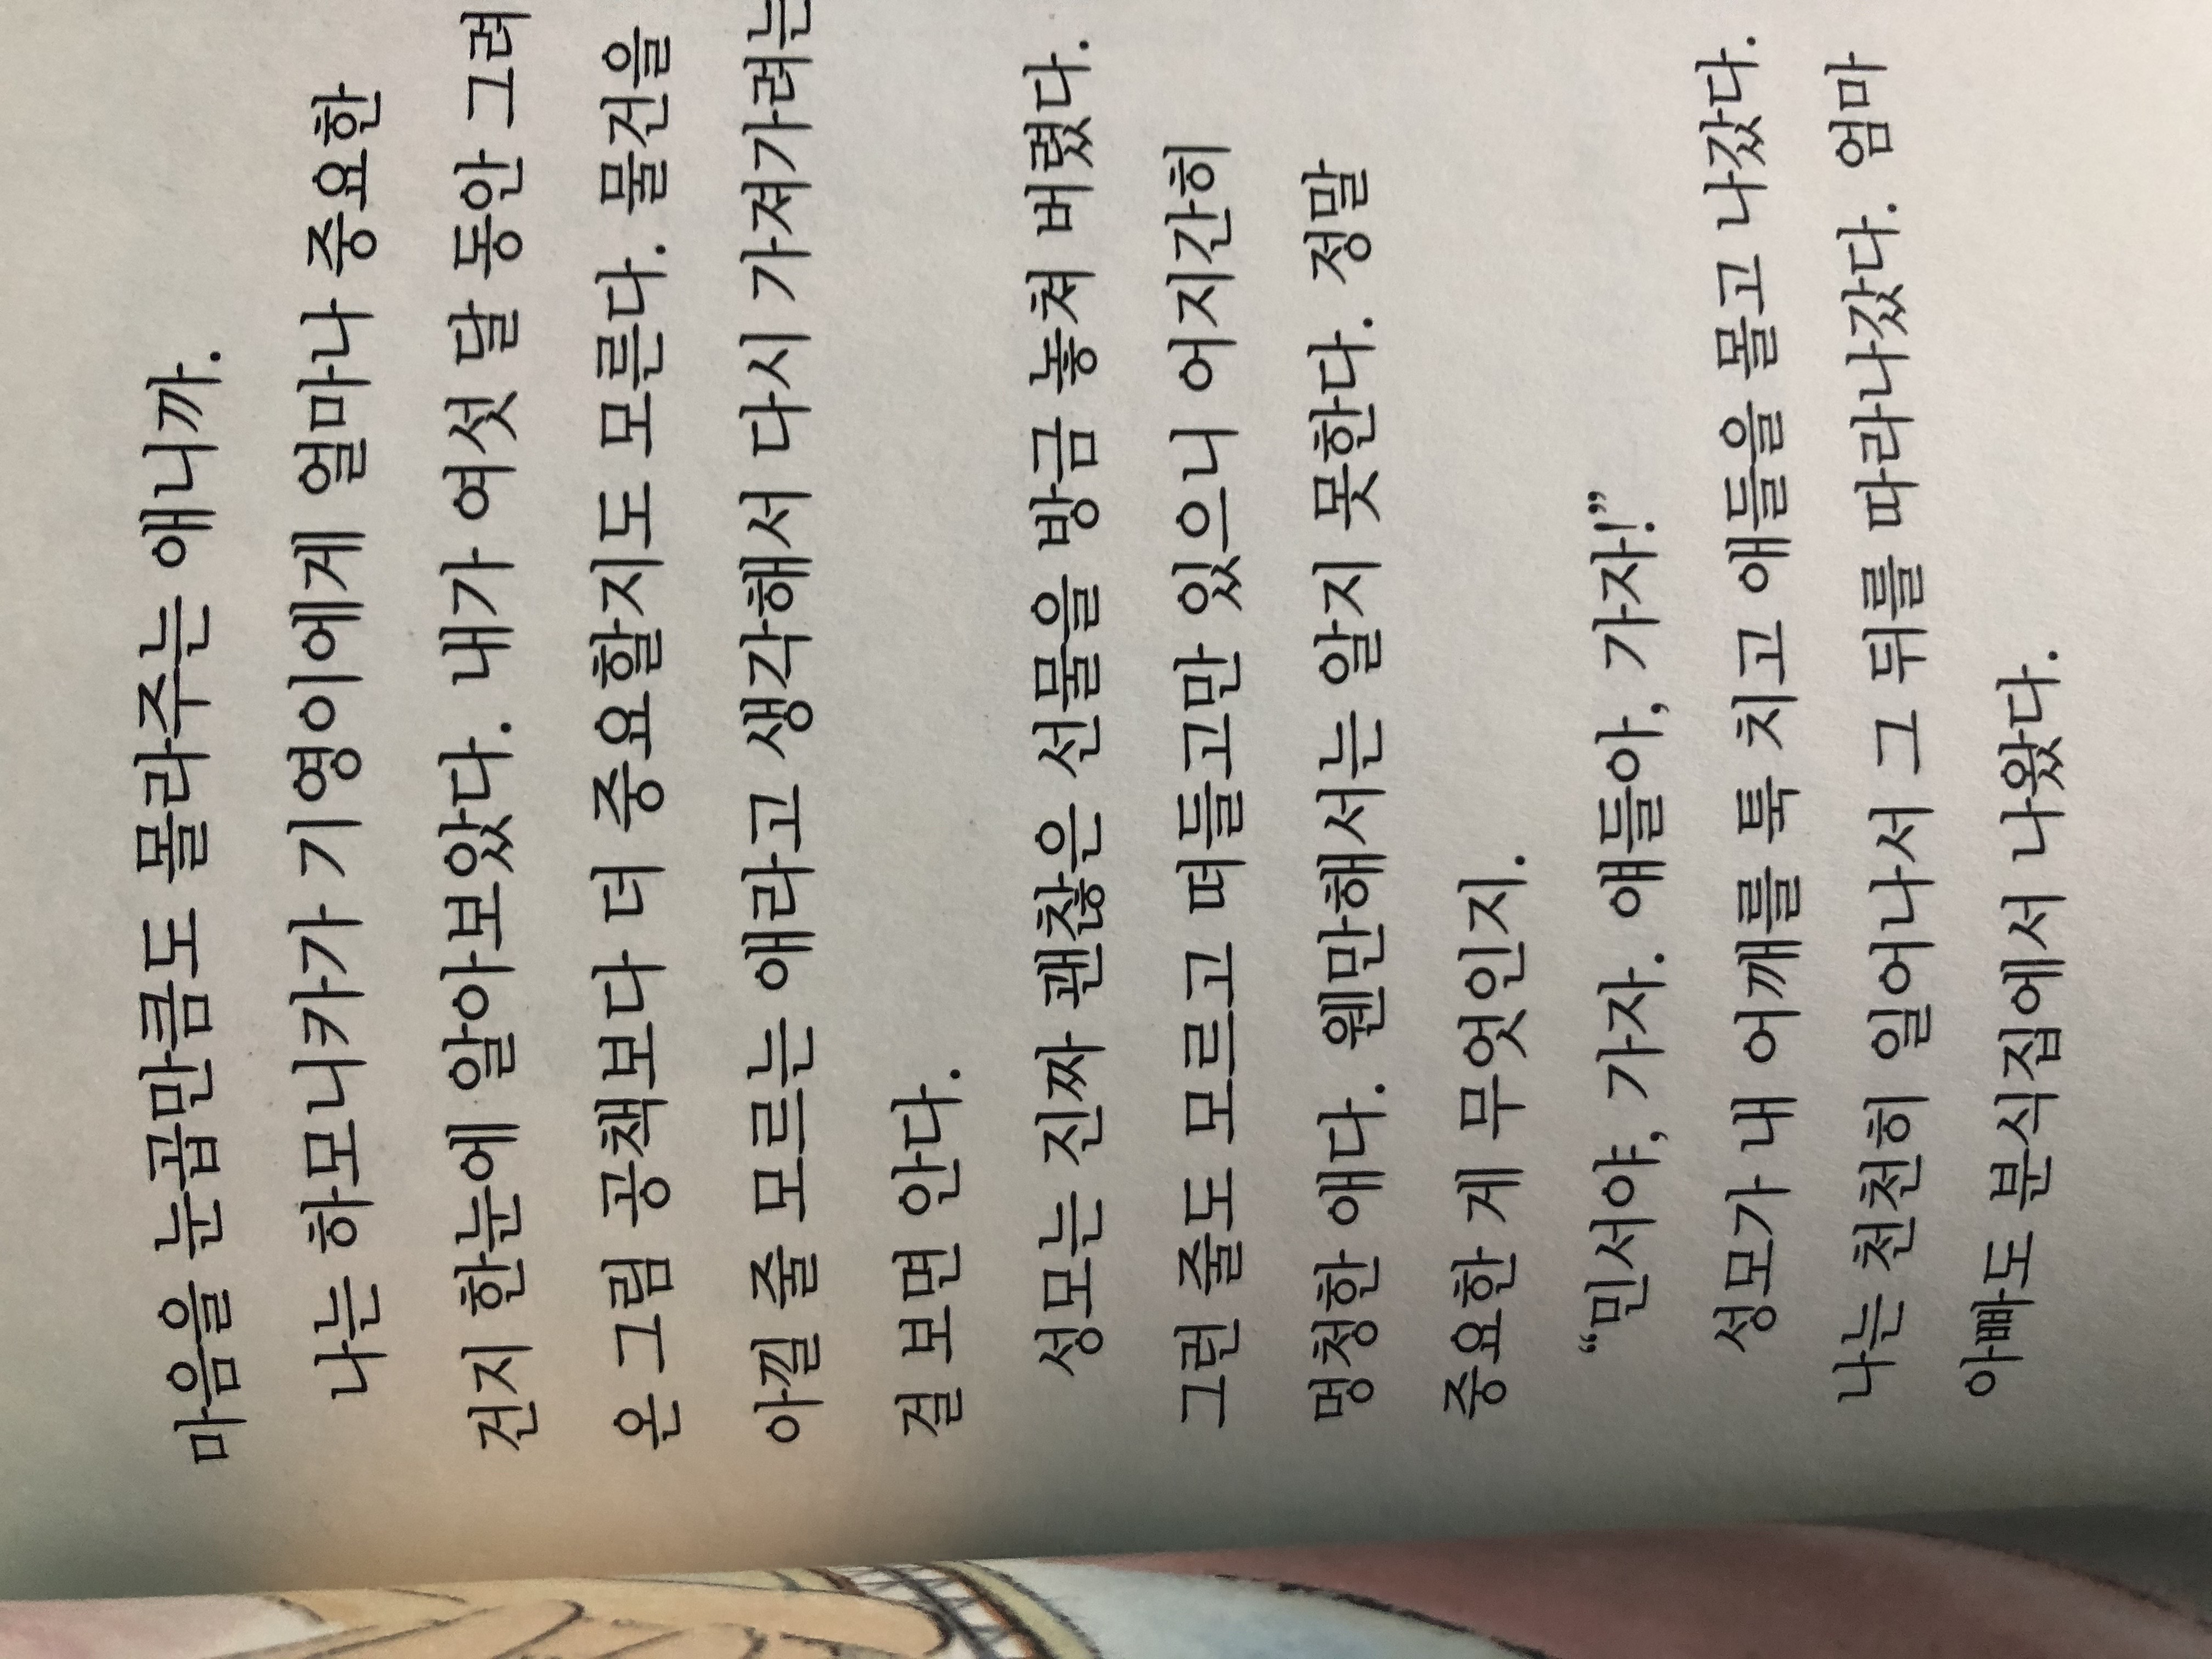 마음을 눈곱만큼도 몰라주는 애니까.
나는 하모니카가 기영이에게 얼마나 중요한
건지 한눈에 알아보았다. 내가 여섯 달 동안 그려
온 그림 공책보다 더 중요할지도 모른다. 물건을
아낄 줄 모르는 애라고 생각해서 다시 가져가려는
걸 보면 안다.
성모는 진짜 괜찮은 선물을 방금 놓쳐 버렸다.
그런 줄도 모르고 떠들고만 있으니 어지간히
멍청한 애다. 웬만해서는 알지 못한다. 정말
중요한 게 무엇인지.
“민서야, 가자. 얘들아, 가자!”
성모가 내 어깨를 툭 치고 애들을 몰고 나갔다.
나는 천천히 일어나서 그 뒤를 따라나갔다. 엄마
아빠도 분식집에서 나왔다.